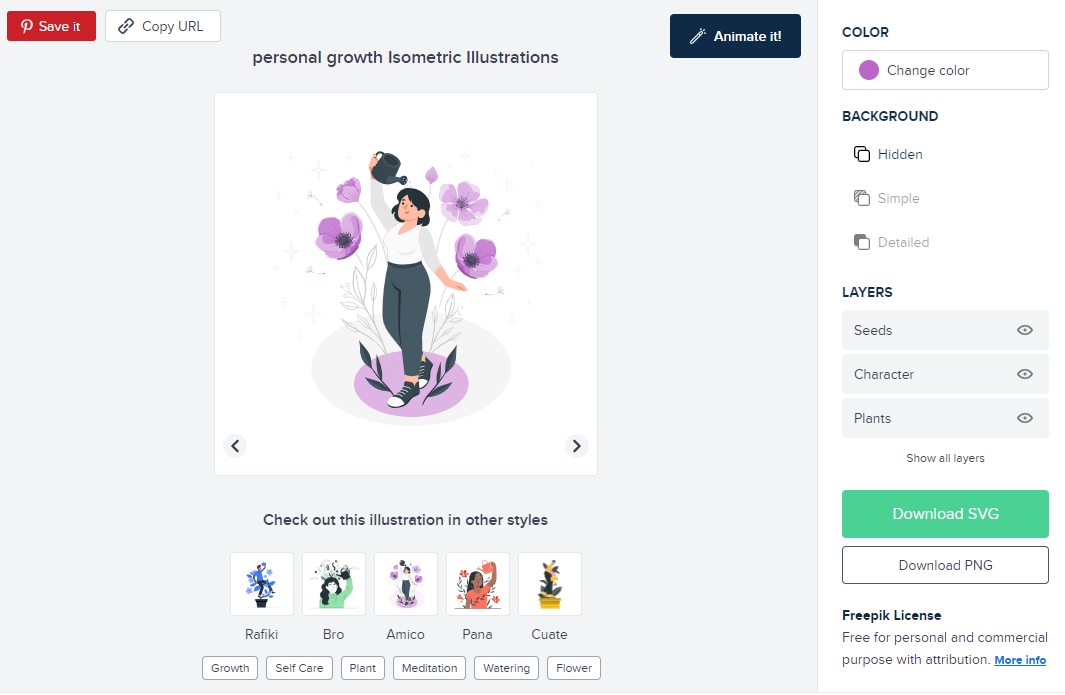 Save it
Copy URL
Animate it!
personal growth Isometric Illustrations
Check out this illustration in other styles
Rafiki
Bro
Amico
Pana
Cuate
Growth
Self Care
Plant
Meditation
Watering
Flower
COLOR
Change color
BACKGROUND
Hidden
Simple
Detailed
LAYERS
Seeds
Character
Plants
Show all layers
Download SVG
Download PNG
Freepik License
Free for personal and commercial
purpose with attribution. More info